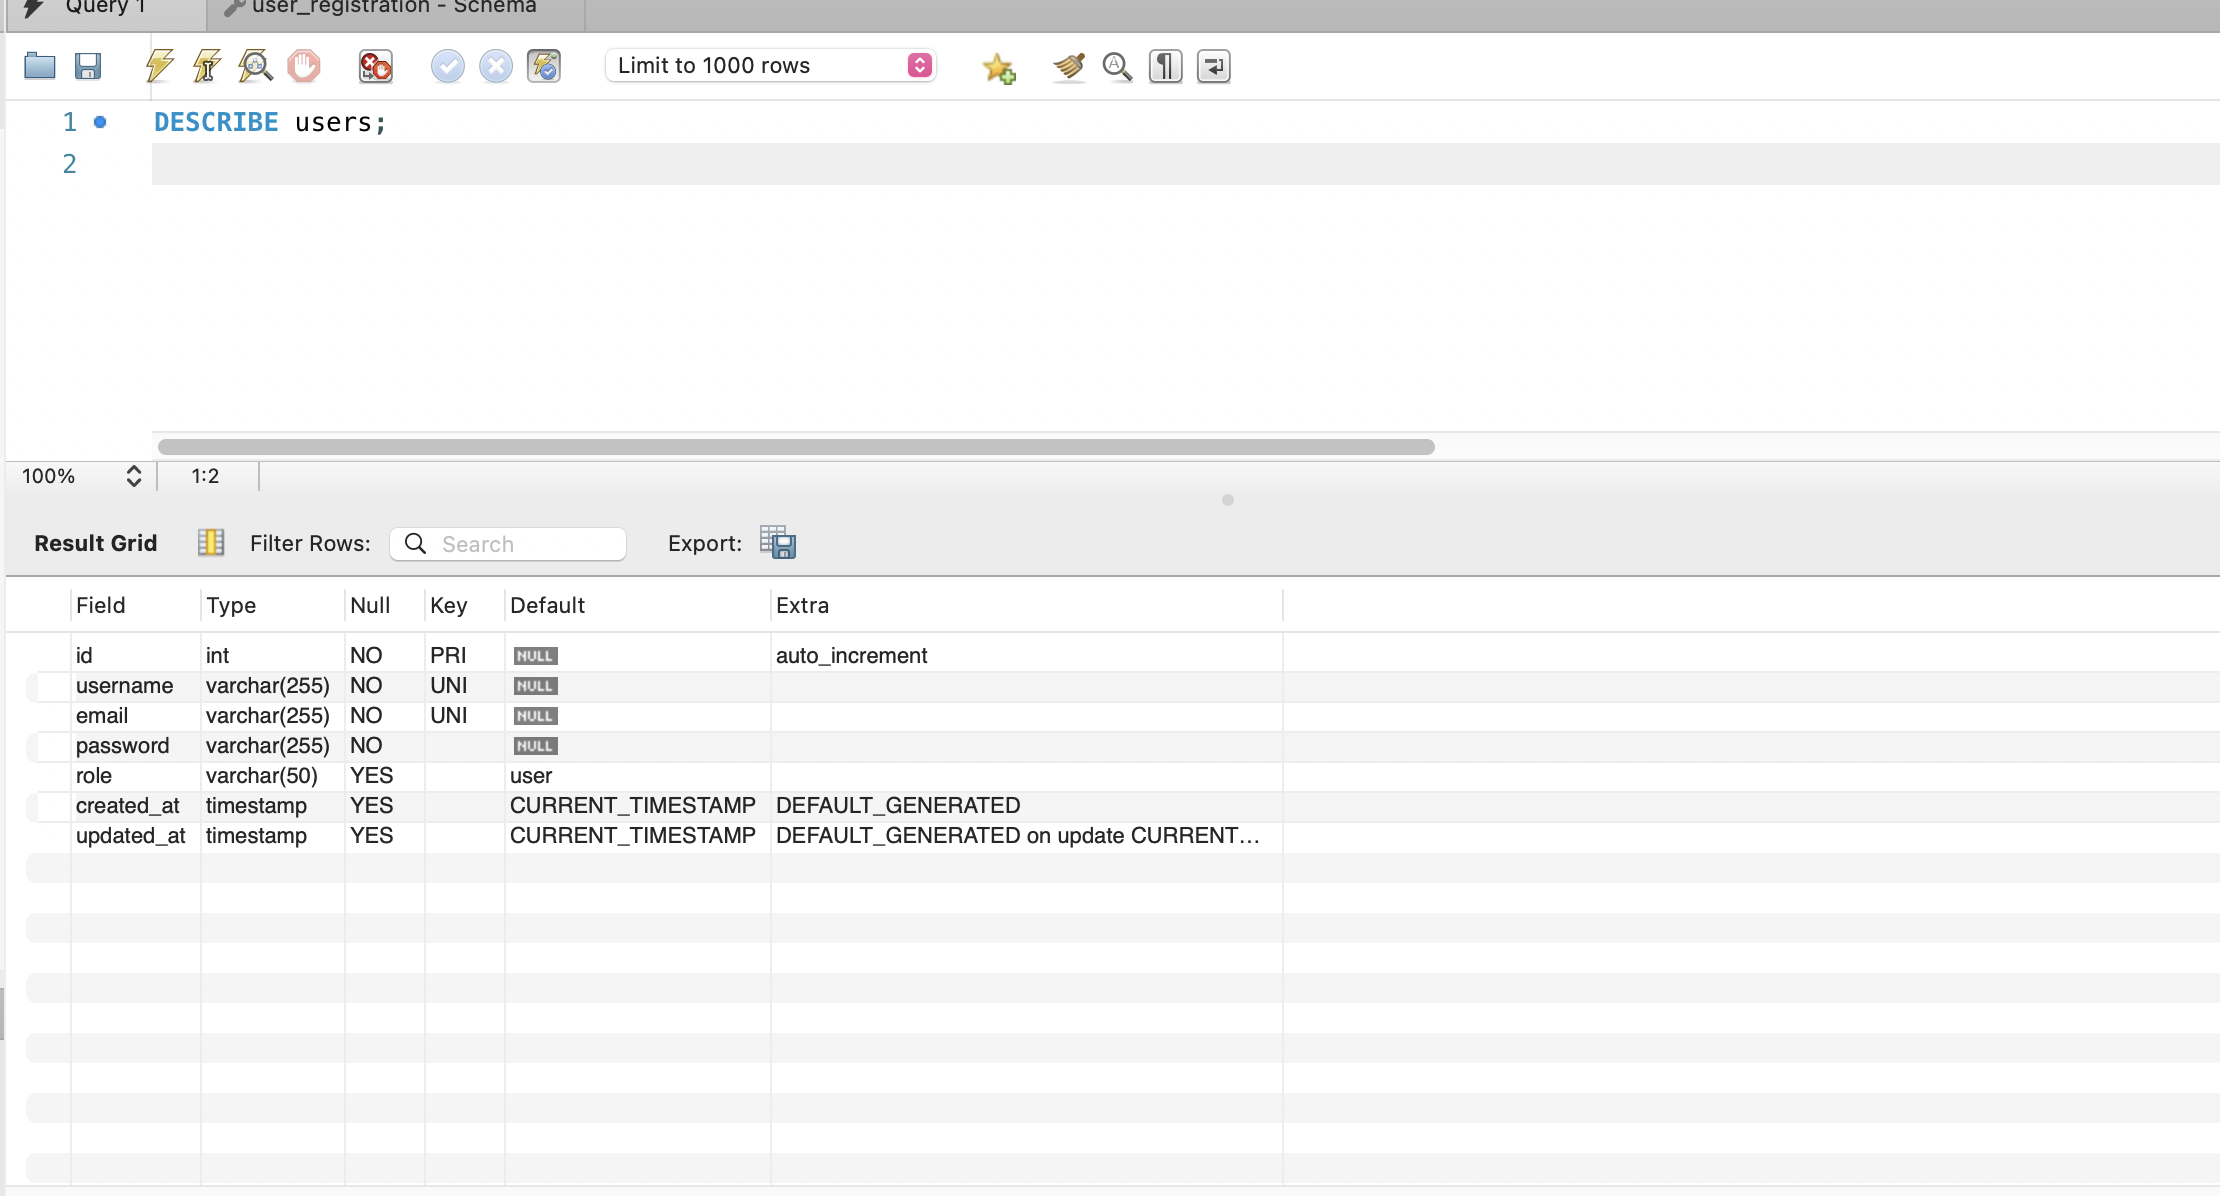 Query 1 user_registration - Schema
Limit to 1000 rows
1 DESCRIBE users;
2
100% 1:2
Result Grid Filter Rows: Search Export:
Field Type Null Key Default Extra
id int NO PRI NULL auto_increment
username varchar(255) NO UNI NULL
email varchar(255) NO UNI NULL
password varchar(255) NO NULL
role varchar(50) YES user
created_at timestamp YES CURRENT_TIMESTAMP DEFAULT_GENERATED
updated_at timestamp YES CURRENT_TIMESTAMP DEFAULT_GENERATED on update CURRENT...